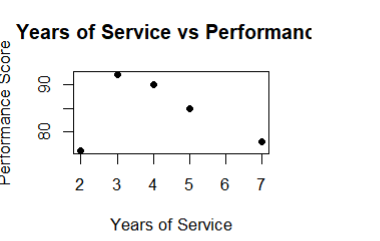 Years of Service vs Performanc
Performance Score
90
80
2 3 4 5 6 7
Years of Service